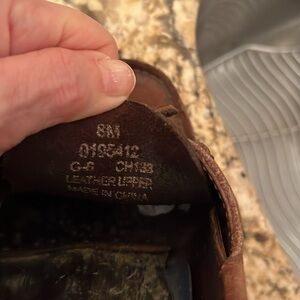 8M
0195412
G-6 CH133
LEATHER UPPER
MADE IN CHINA